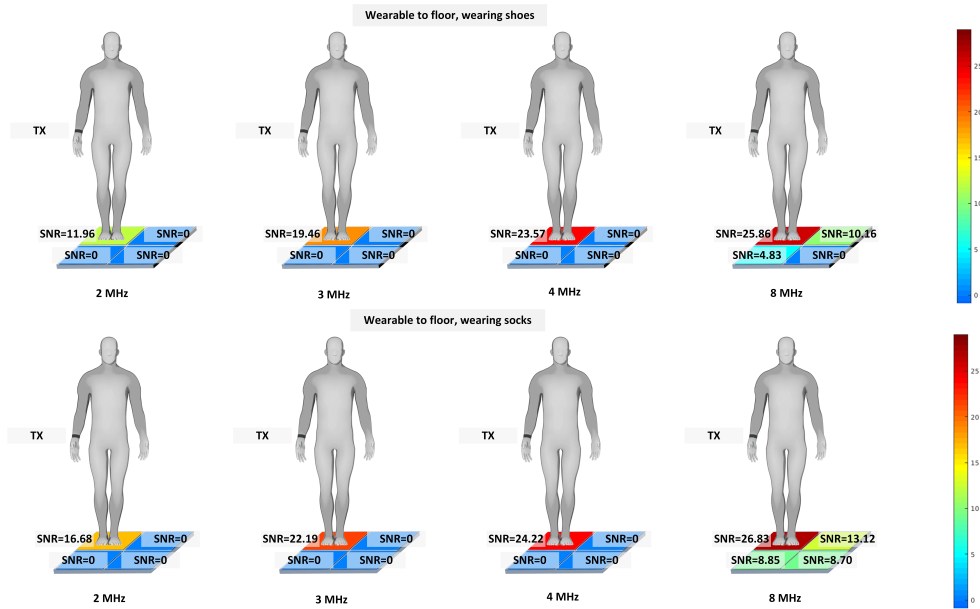 Wearable to floor, wearing shoes
TX
TX
TX
TX
SNR=11.96
SNR=0
SNR=19.46
SNR=0
SNR=23.57
SNR=0
SNR=25.86
SNR=10.16
SNR=0
SNR=0
SNR=0
SNR=0
SNR=0
SNR=0
SNR=4.83
2 MHz
3 MHz
4 MHz
8 MHz
25
20
15
10
5
0
Wearable to floor, wearing socks
TX
TX
TX
TX
SNR=16.68
SNR=0
SNR=22.19
SNR=0
SNR=24.22
SNR=0
SNR=26.83
SNR=13.12
SNR=0
SNR=0
SNR=0
SNR=0
SNR=0
SNR=0
SNR=8.85
SNR=8.70
2 MHz
3 MHz
4 MHz
8 MHz
25
20
15
10
5
0